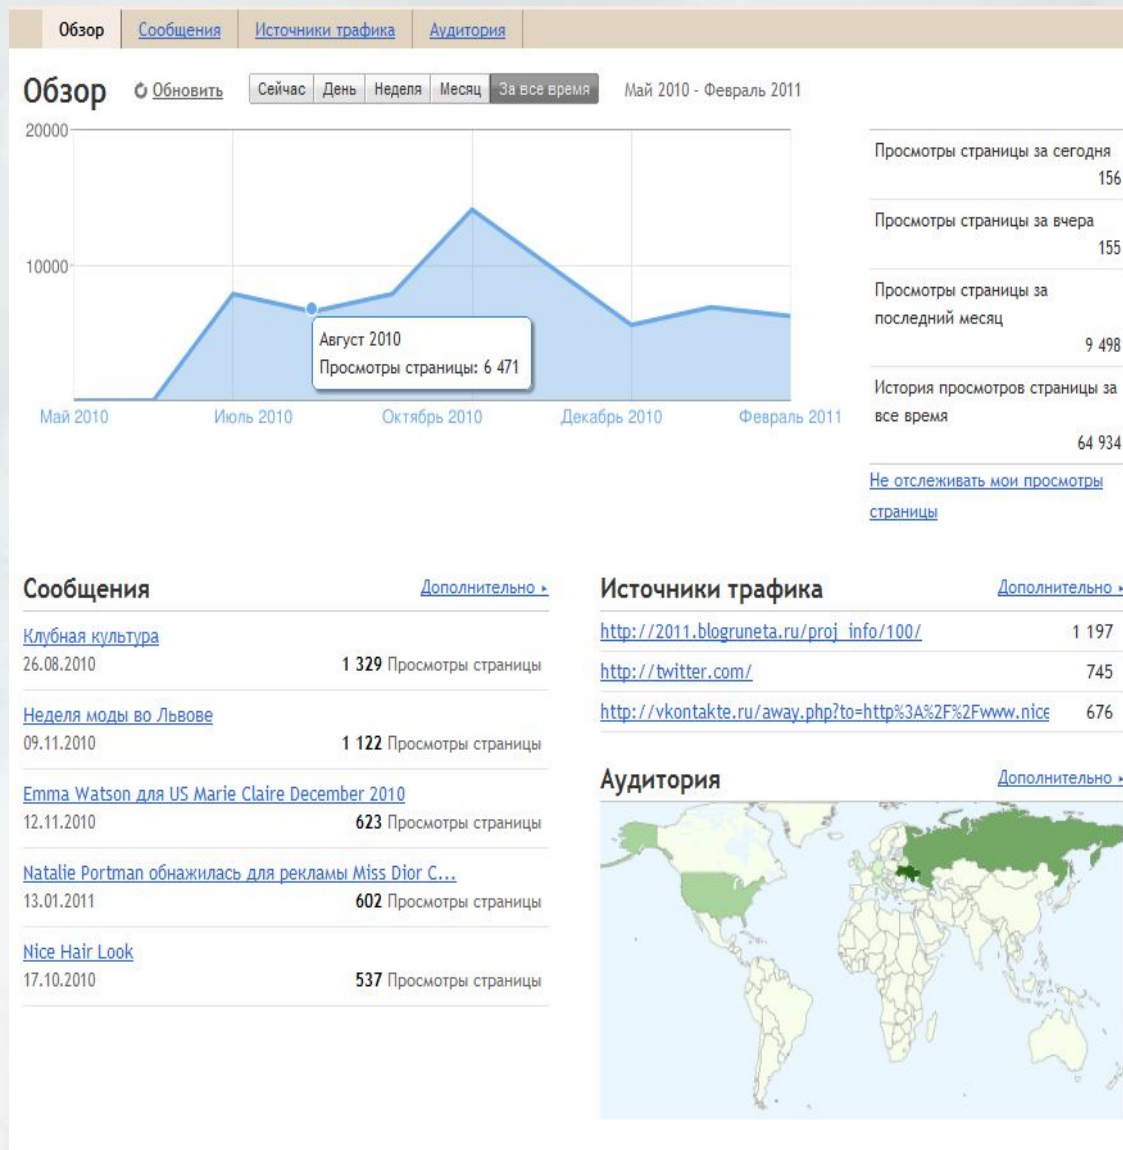 Обзор Сообщения Источники трафика Аудитория
Обзор Обновить Сейчас День Неделя Месяц За все время Май 2010 - Февраль 2011
20000
10000
Август 2010
Просмотры страницы: 6 471
Май 2010 Июль 2010 Октябрь 2010 Декабрь 2010 Февраль 2011
Просмотры страницы за сегодня
156
Просмотры страницы за вчера
155
Просмотры страницы за
последний месяц
9 498
История просмотров страницы за
все время
64 934
Не отслеживать мои просмотры
страницы
Сообщения Дополнительно
Клубная культура
26.08.2010 1 329 Просмотры страницы
Неделя моды во Львове
09.11.2010 1 122 Просмотры страницы
Emma Watson для US Marie Claire December 2010
12.11.2010 623 Просмотры страницы
Natalie Portman обнажилась для рекламы Miss Dior C...
13.01.2011 602 Просмотры страницы
Nice Hair Look
17.10.2010 537 Просмотры страницы
Источники трафика Дополнительно
http://2011.blogruneta.ru/proj_info/100/ 1 197
http://twitter.com/ 745
http://vkontakte.ru/away.php?to=http%3A%2F%2Fwww.nice 676
Аудитория Дополнительно